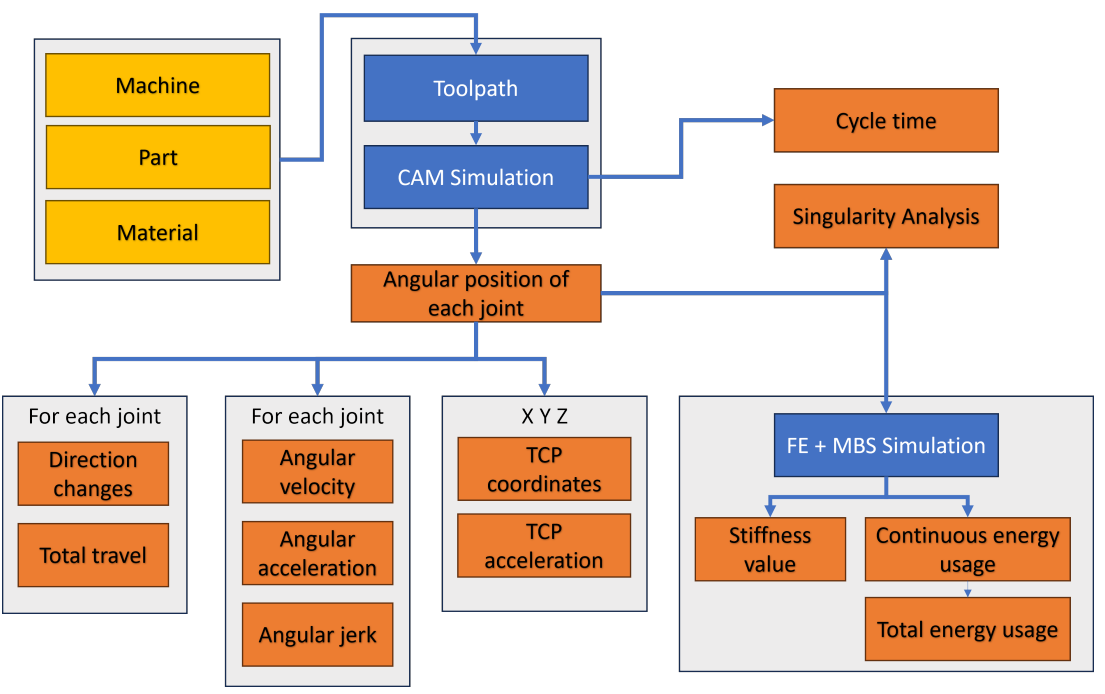 Machine
Part
Material
Toolpath
CAM Simulation
Cycle time
Singularity Analysis
Angular position of
each joint
For each joint
Direction
changes
Total travel
For each joint
Angular
velocity
Angular
acceleration
Angular jerk
X Y Z
TCP
coordinates
TCP
acceleration
FE + MBS Simulation
Stiffness
value
Continuous energy
usage
Total energy usage